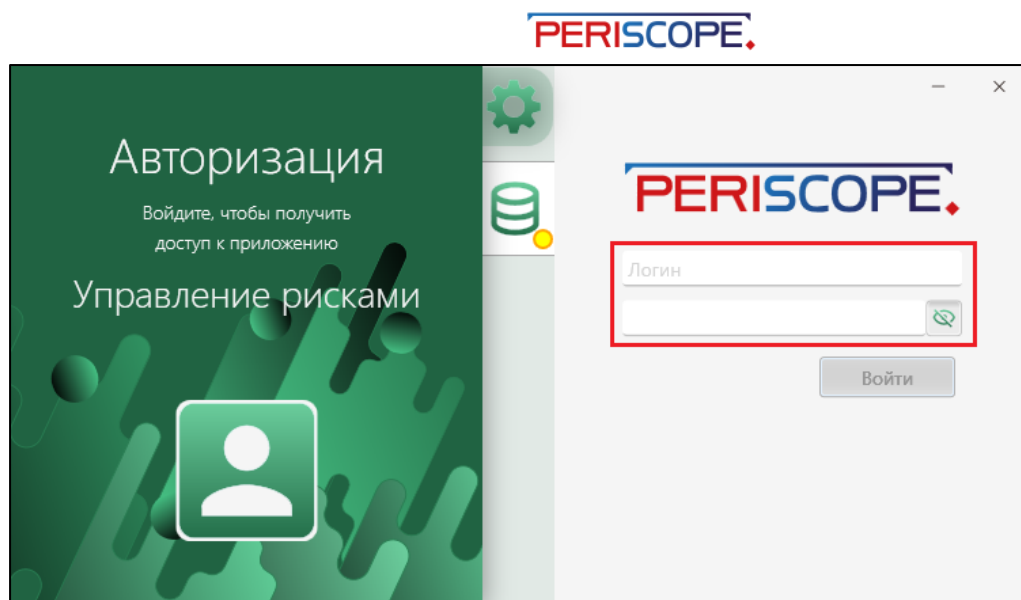 PERISCOPE.
Авторизация
Войдите, чтобы получить
доступ к приложению
Управление рисками
PERISCOPE.
Логин
Войти